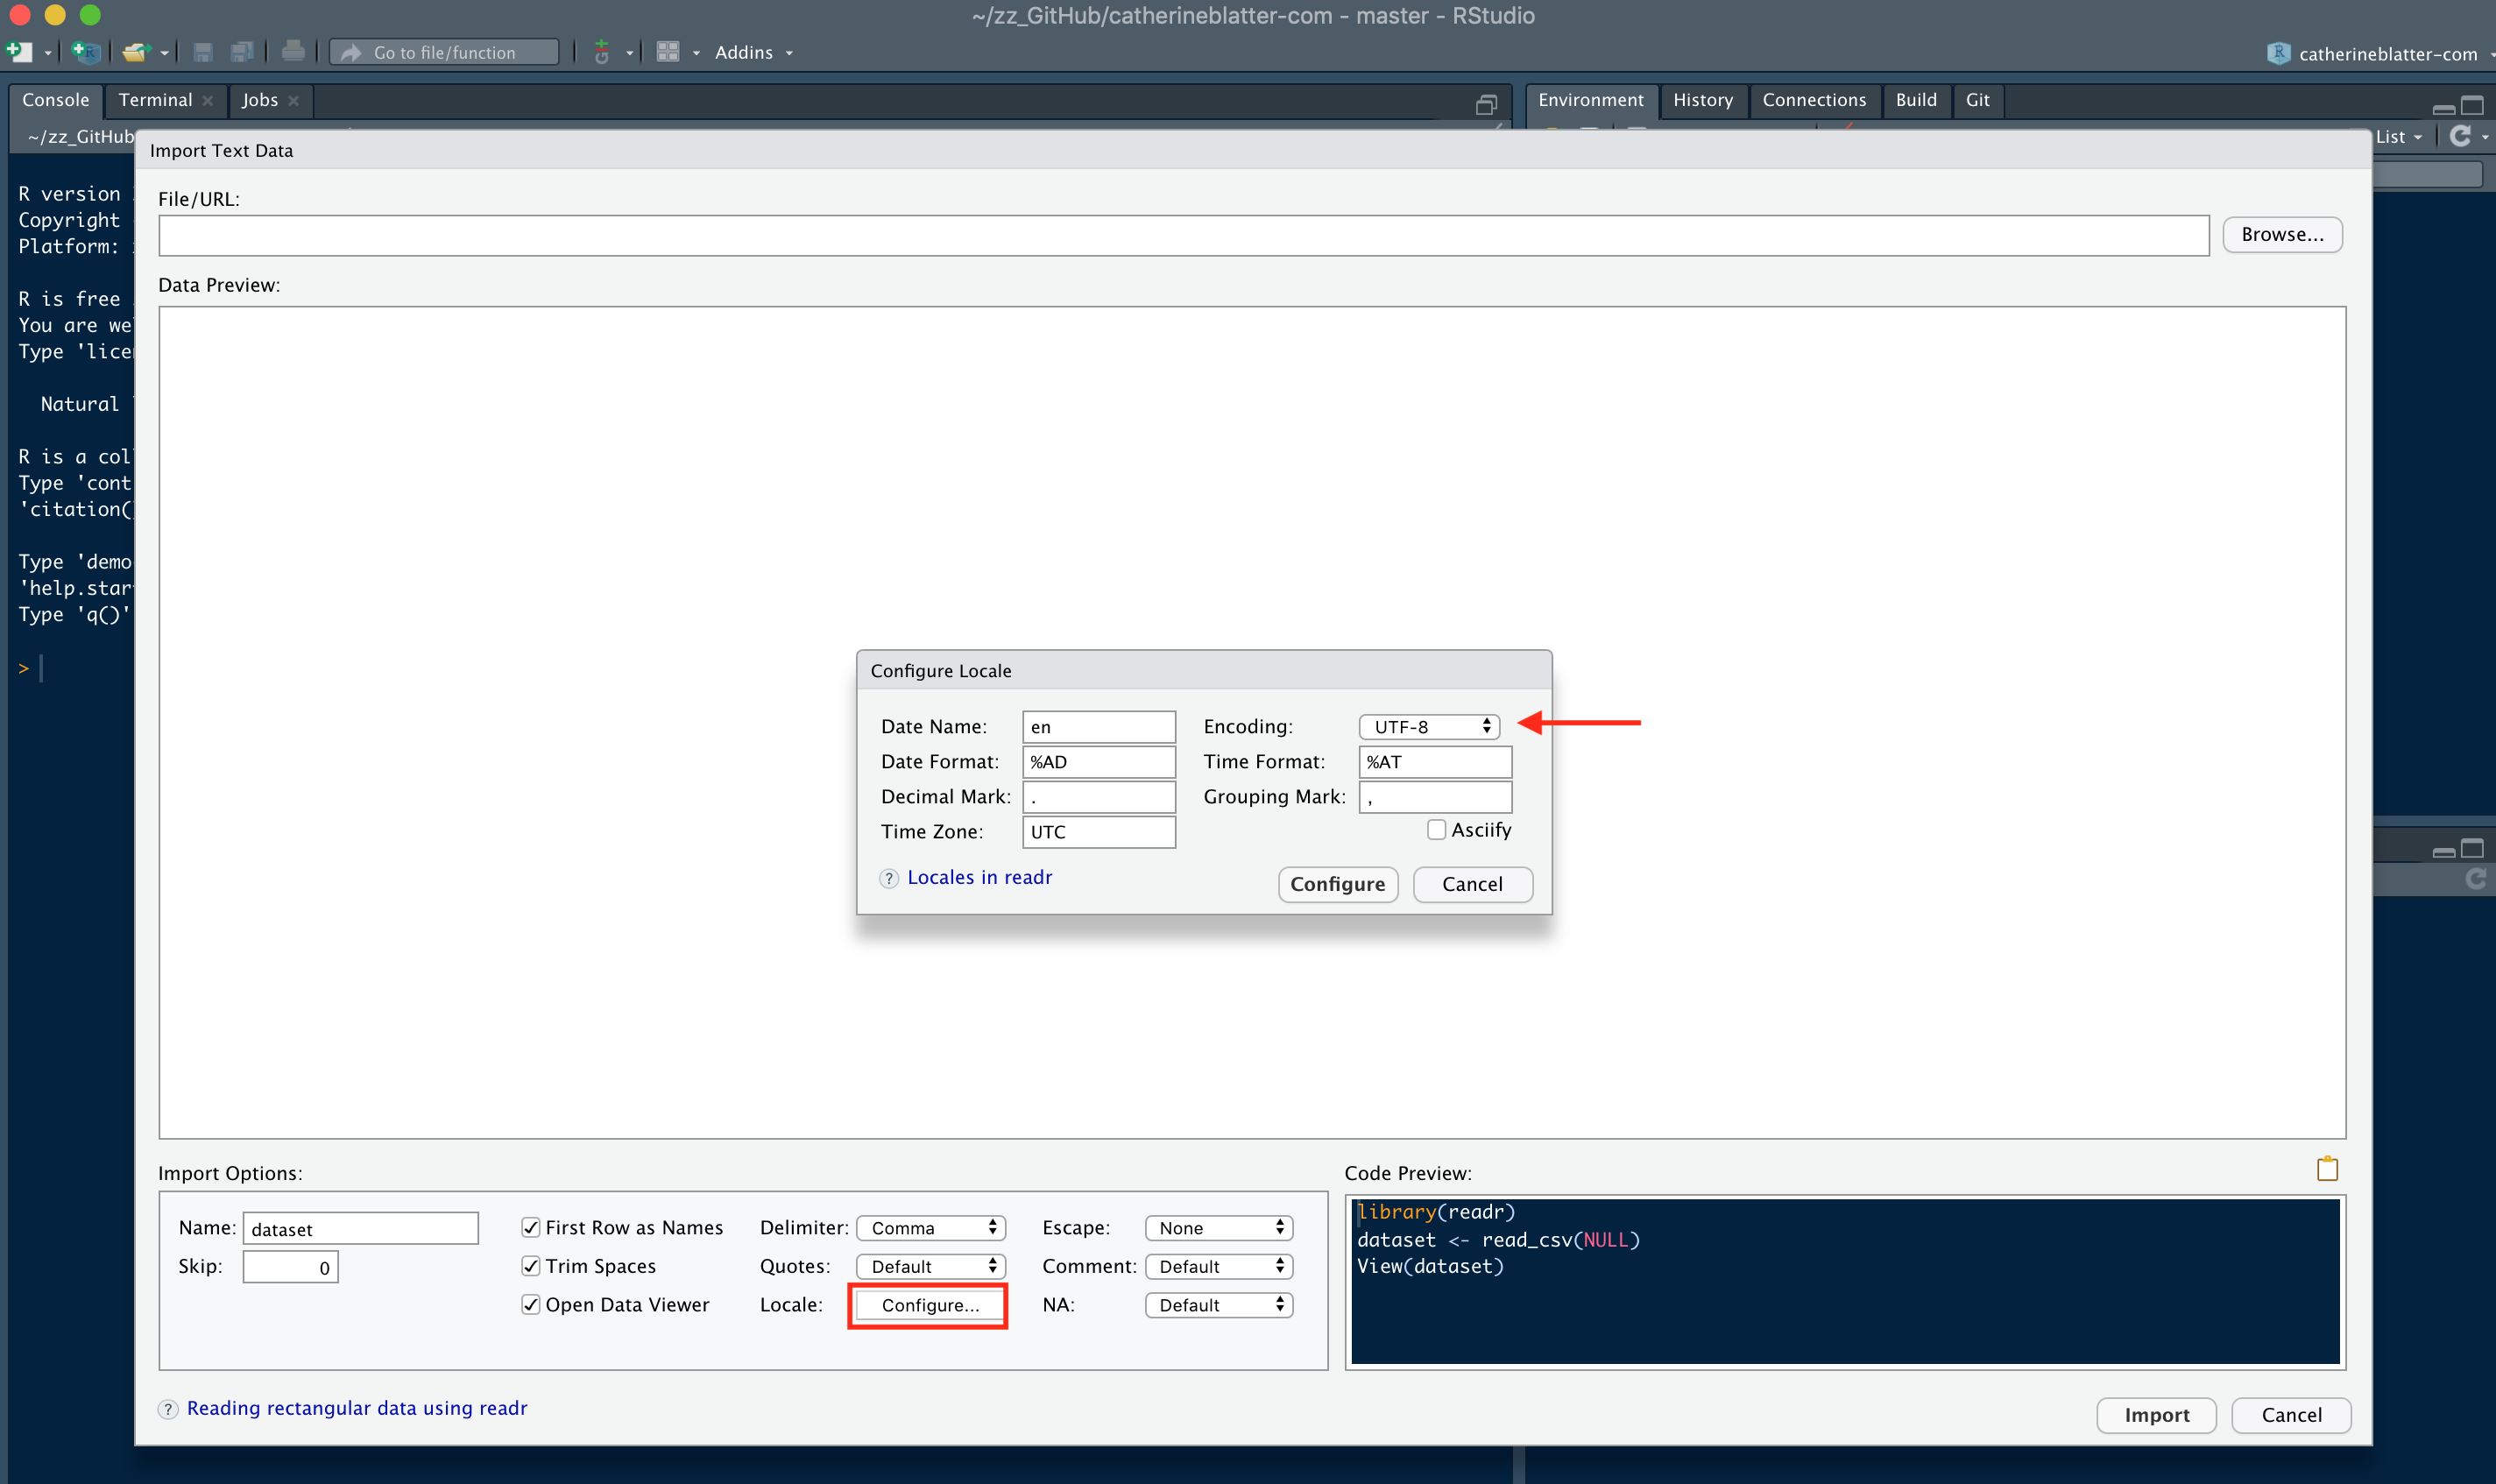 ~/zz_GitHub/catherineblatter-com - master - RStudio
Go to file/function
Addins
catherineblatter-com
Console Terminal Jobs
Environment History Connections Build Git
~/zz_GitHub
List
Import Text Data
R version
Copyright
Platform:
R is free
You are we
Type 'lice
Natural
R is a col
Type 'cont
'citation(
Type 'demo
'help.star
Type 'q()'
>
File/URL:
Browse...
Data Preview:
Configure Locale
Date Name: en Encoding: UTF-8
Date Format: %AD Time Format: %AT
Decimal Mark: . Grouping Mark: ,
Time Zone: UTC Asciify
? Locales in readr Configure Cancel
Import Options:
Name: dataset First Row as Names Delimiter: Comma Escape: None
Skip: 0 Trim Spaces Quotes: Default Comment: Default
Open Data Viewer Locale: Configure... NA: Default
Code Preview:
library(readr)
dataset <- read_csv(NULL)
View(dataset)
? Reading rectangular data using readr
Import Cancel